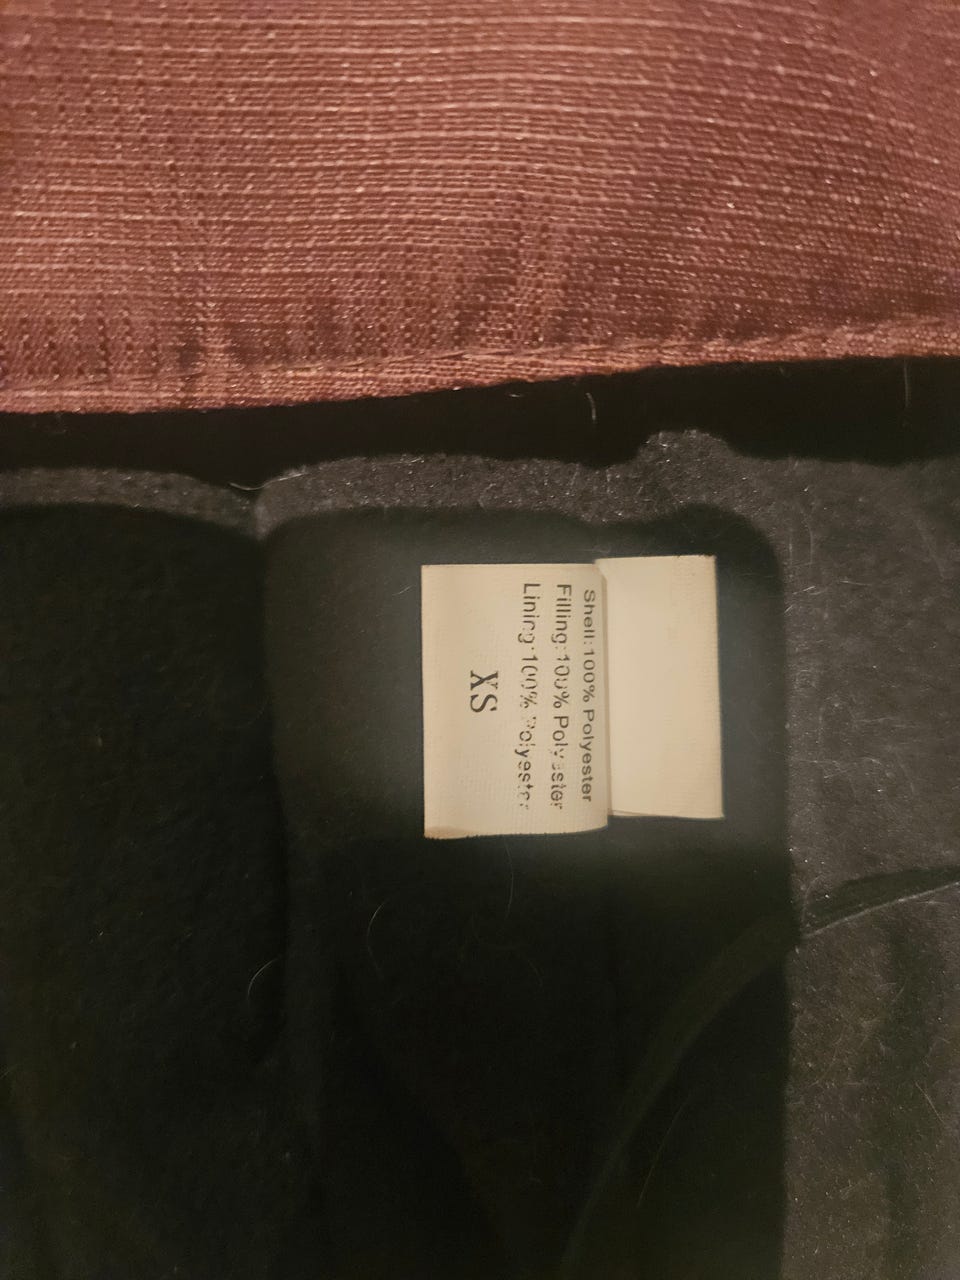 Shell:100% Polyester
Filling:100% Polyester
Lining:100% Polyester
XS